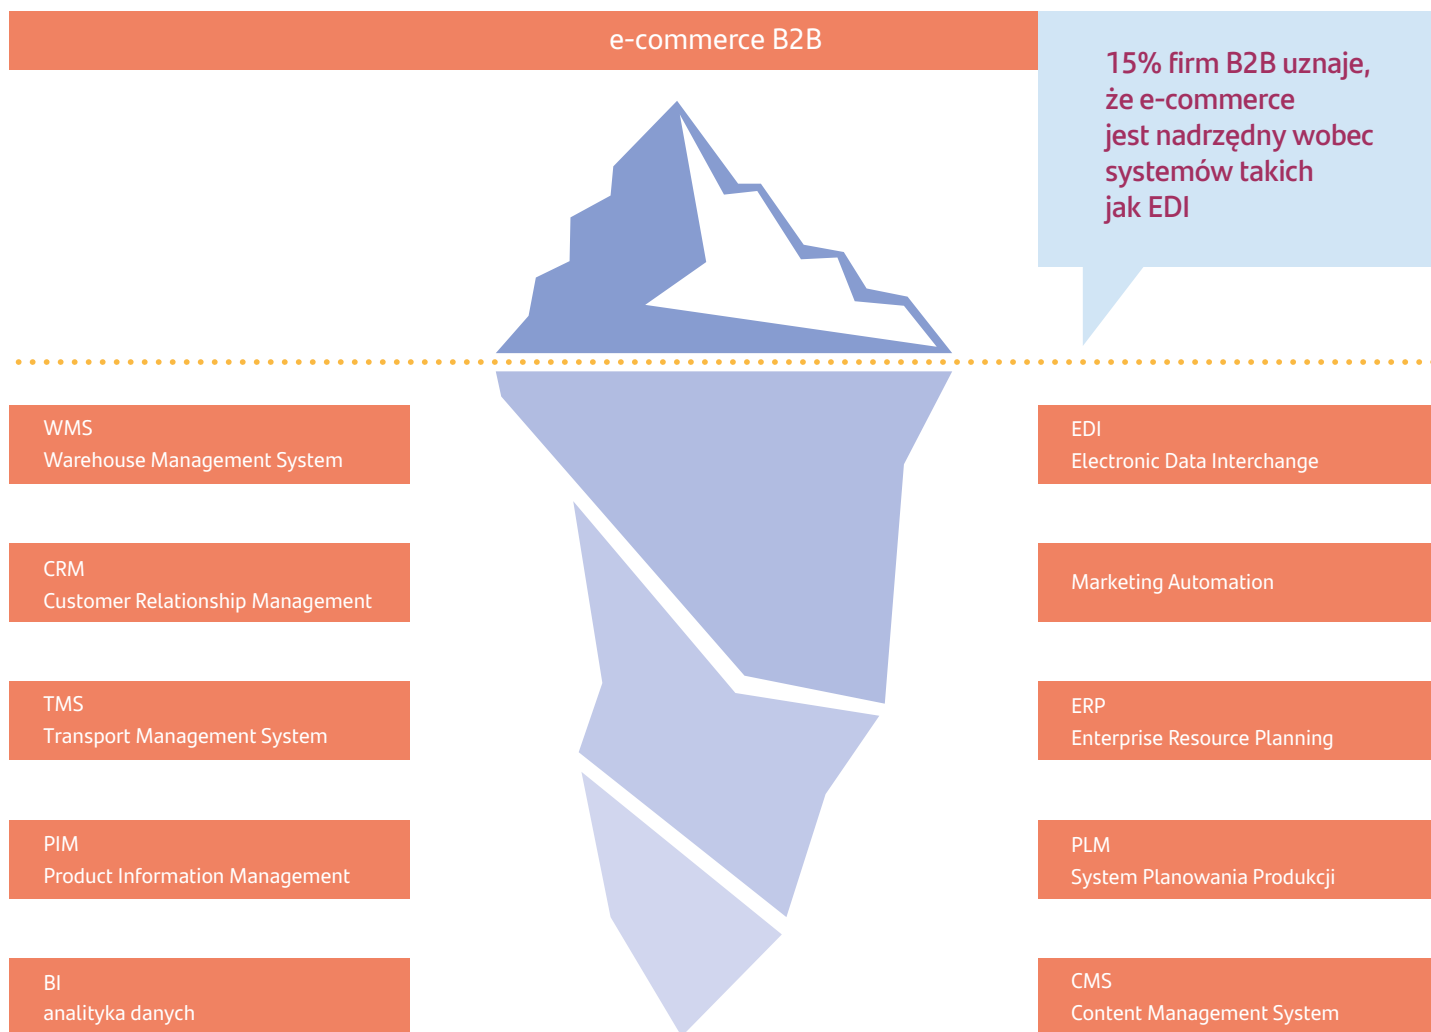 e-commerce B2B
15% firm B2B uznaje,
że e-commerce
jest nadrzędny wobec
systemów takich
jak EDI
WMS
Warehouse Management System
CRM
Customer Relationship Management
TMS
Transport Management System
PIM
Product Information Management
BI
analityka danych
EDI
Electronic Data Interchange
Marketing Automation
ERP
Enterprise Resource Planning
PLM
System Planowania Produkcji
CMS
Content Management System